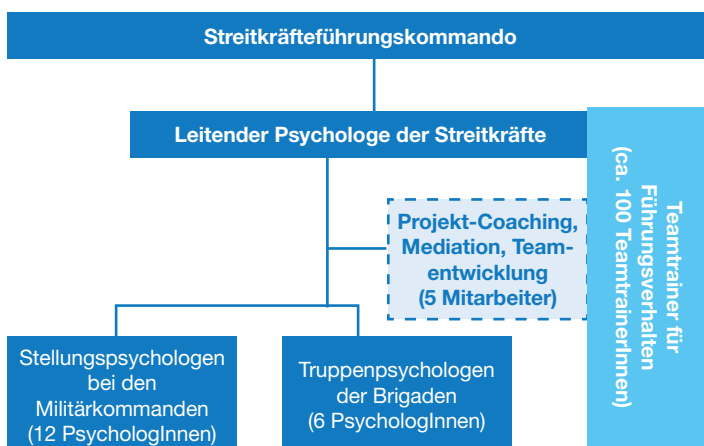 Streitkräfteführungskommando
Leitender Psychologe der Streitkräfte
Projekt-Coaching,
Mediation, Team-
entwicklung
(5 Mitarbeiter)
Teamtrainer für
Führungsverhalten
(ca. 100 TeamtrainerInnen)
Stellungspsychologen
bei den
Militärkommanden
(12 PsychologInnen)
Truppenpsychologen
der Brigaden
(6 PsychologInnen)